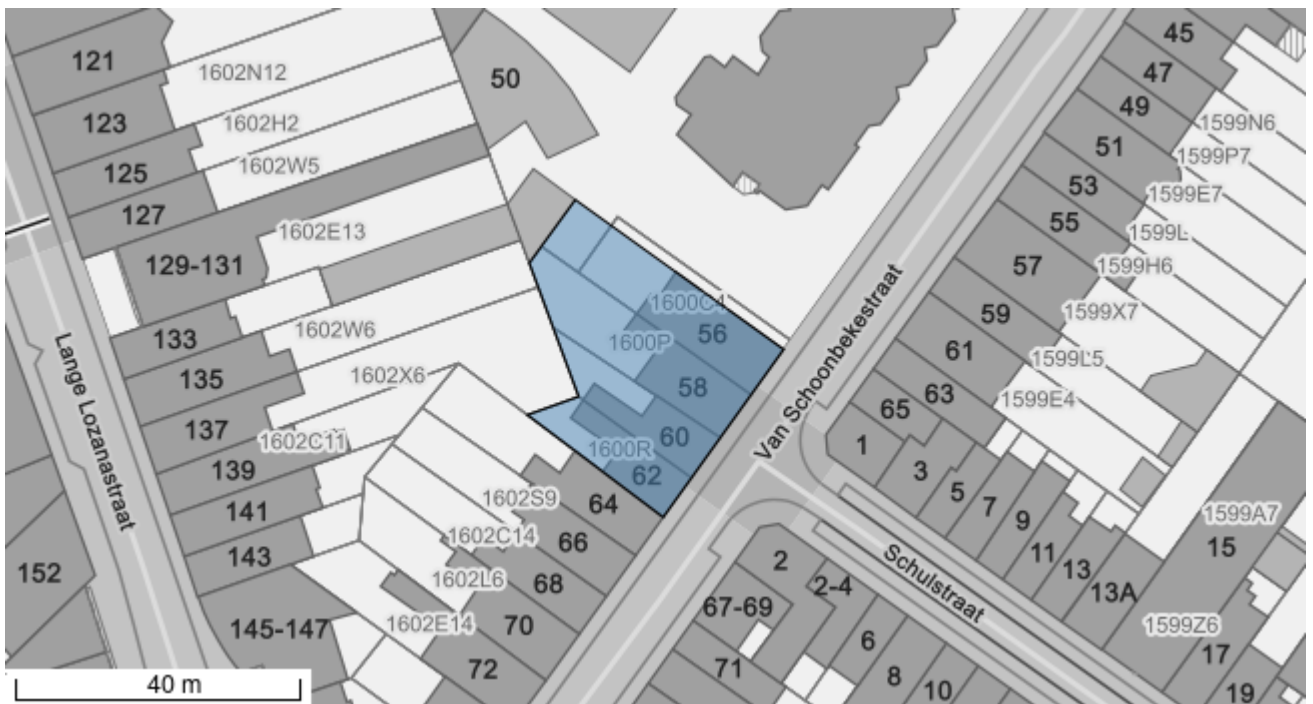 121
1602N12
50
45
47
123
1602H2
49
1599N6
125
1602W5
51
1599P7
127
53
1599E7
55
1602E13
1599L
129-131
57
1599H6
1600C4
1599X7
133
1602W6
56
59
1600P
61
1599L5
135
1602X6
58
63
1599E4
Lange Lozanastraat
Van Schoonbekestraat
137
1602C11
60
65
1
1600R
62
3
139
1602S9
64
5
7
141
1602C14
66
9
1599A7
143
1602L6
68
2
2-4
Schulstraat
11
13
13A
15
152
1602E14
70
67-69
6
1599Z6
145-147
72
71
8
10
17
19
40 m